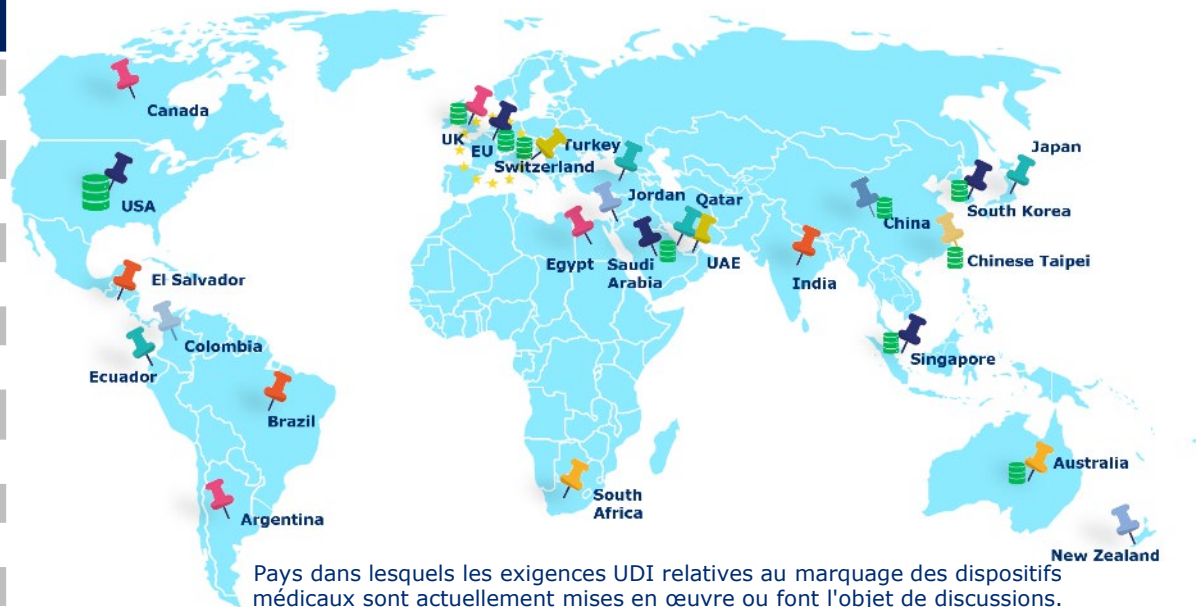 Canada
Japan
UK
EU
Turkey
Switzerland
USA
Jordan
Qatar
South Korea
China
Egypt
Saudi
Arabia
UAE
India
Chinese Taipei
El Salvador
Colombia
Singapore
Ecuador
Brazil
Australia
South
Africa
Argentina
New Zealand
Pays dans lesquels les exigences UDI relatives au marquage des dispositifs
médicaux sont actuellement mises en œuvre ou font l'objet de discussions.